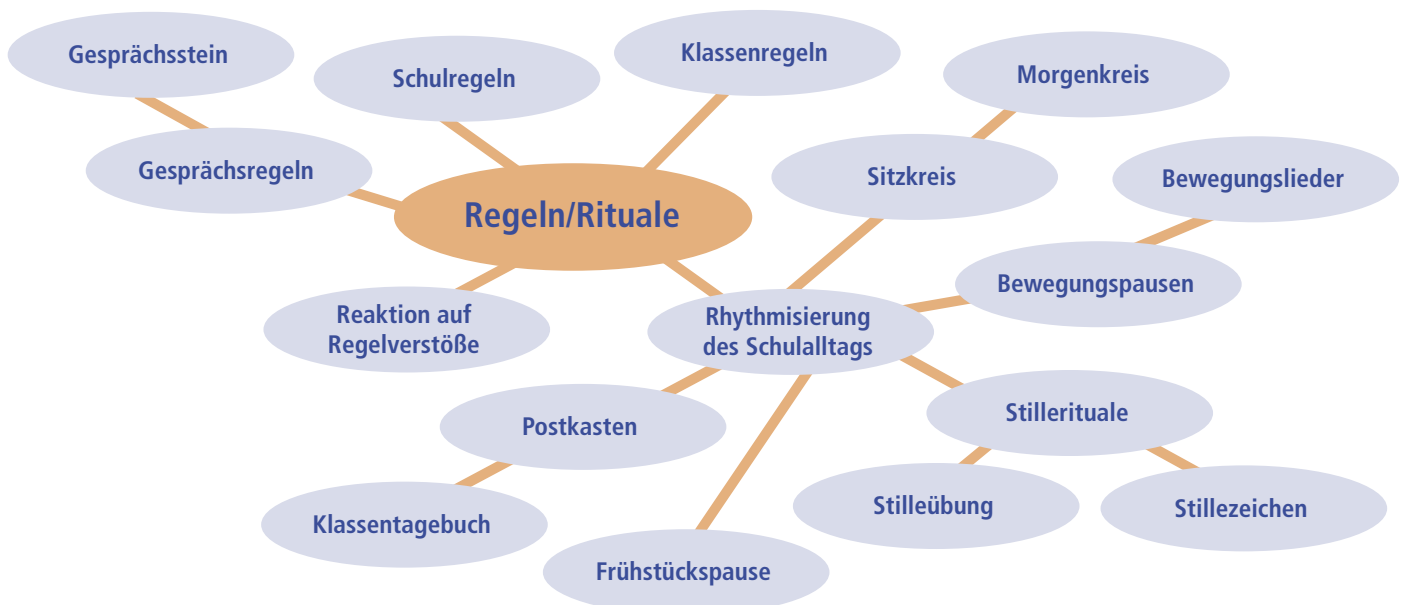 Gesprächsstein
Schulregeln
Klassenregeln
Morgenkreis
Gesprächsregeln
Sitzkreis
Bewegungslieder
Regeln/Rituale
Bewegungspausen
Reaktion auf
Regelverstöße
Rhythmisierung
des Schulalltags
Postkasten
Stillerituale
Klassentagebuch
Stilleübung
Stillezeichen
Frühstückspause